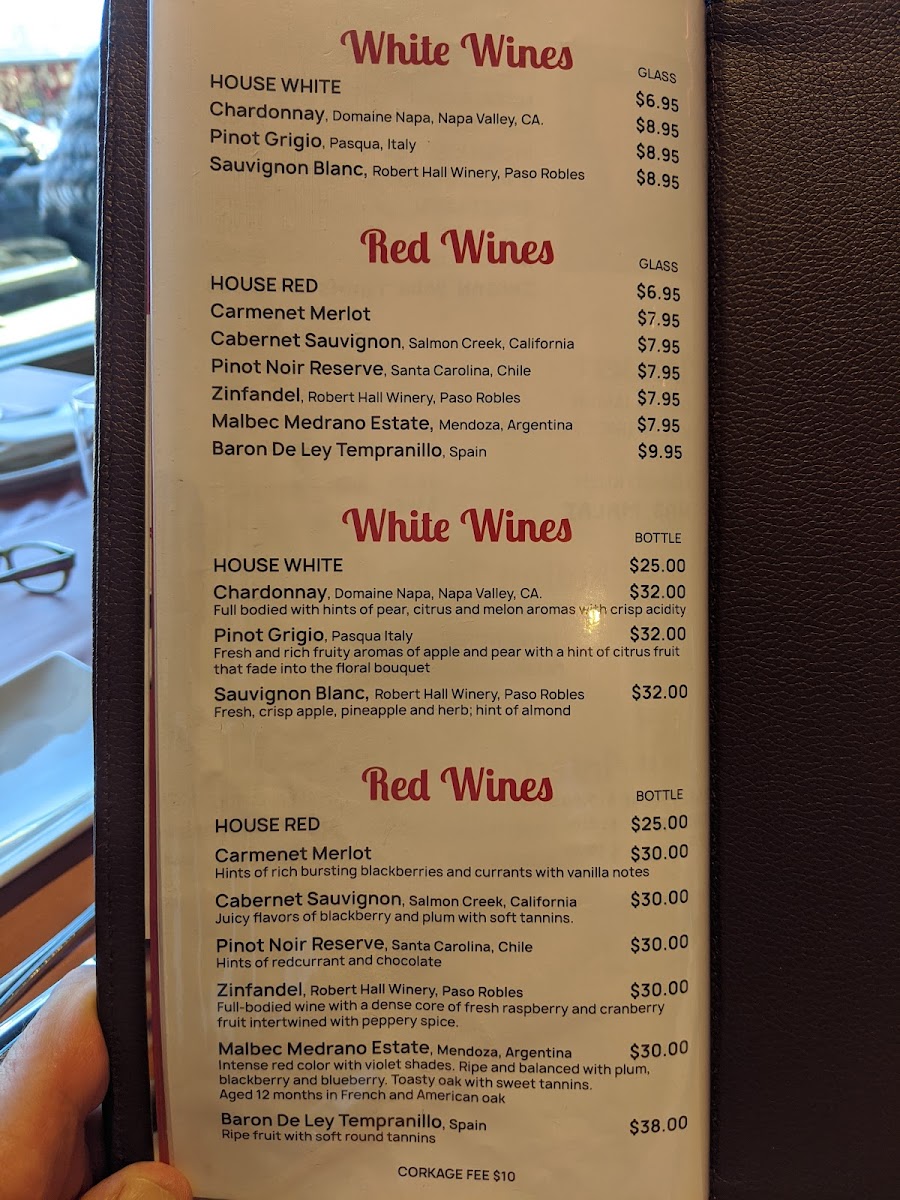 White Wines
GLASS
HOUSE WHITE $6.95
Chardonnay, Domaine Napa, Napa Valley, CA. $8.95
Pinot Grigio, Pasqua, Italy $8.95
Sauvignon Blanc, Robert Hall Winery, Paso Robles $8.95
Red Wines
GLASS
HOUSE RED $6.95
Carmenet Merlot $7.95
Cabernet Sauvignon, Salmon Creek, California $7.95
Pinot Noir Reserve, Santa Carolina, Chile $7.95
Zinfandel, Robert Hall Winery, Paso Robles $7.95
Malbec Medrano Estate, Mendoza, Argentina $7.95
Baron De Ley Tempranillo, Spain $9.95
White Wines
BOTTLE
HOUSE WHITE $25.00
Chardonnay, Domaine Napa, Napa Valley, CA. $32.00
Full bodied with hints of pear, citrus and melon aromas with crisp acidity
Pinot Grigio, Pasqua Italy $32.00
Fresh and rich fruity aromas of apple and pear with a hint of citrus fruit
that fade into the floral bouquet
Sauvignon Blanc, Robert Hall Winery, Paso Robles $32.00
Fresh, crisp apple, pineapple and herb; hint of almond
Red Wines
BOTTLE
HOUSE RED $25.00
Carmenet Merlot $30.00
Hints of rich bursting blackberries and currants with vanilla notes
Cabernet Sauvignon, Salmon Creek, California $30.00
Juicy flavors of blackberry and plum with soft tannins.
Pinot Noir Reserve, Santa Carolina, Chile $30.00
Hints of redcurrant and chocolate
Zinfandel, Robert Hall Winery, Paso Robles $30.00
Full-bodied wine with a dense core of fresh raspberry and cranberry
fruit intertwined with peppery spice.
Malbec Medrano Estate, Mendoza, Argentina $30.00
Intense red color with violet shades. Ripe and balanced with plum,
blackberry and blueberry. Toasty oak with sweet tannins.
Aged 12 months in French and American oak
Baron De Ley Tempranillo, Spain $38.00
Ripe fruit with soft round tannins
CORKAGE FEE $10